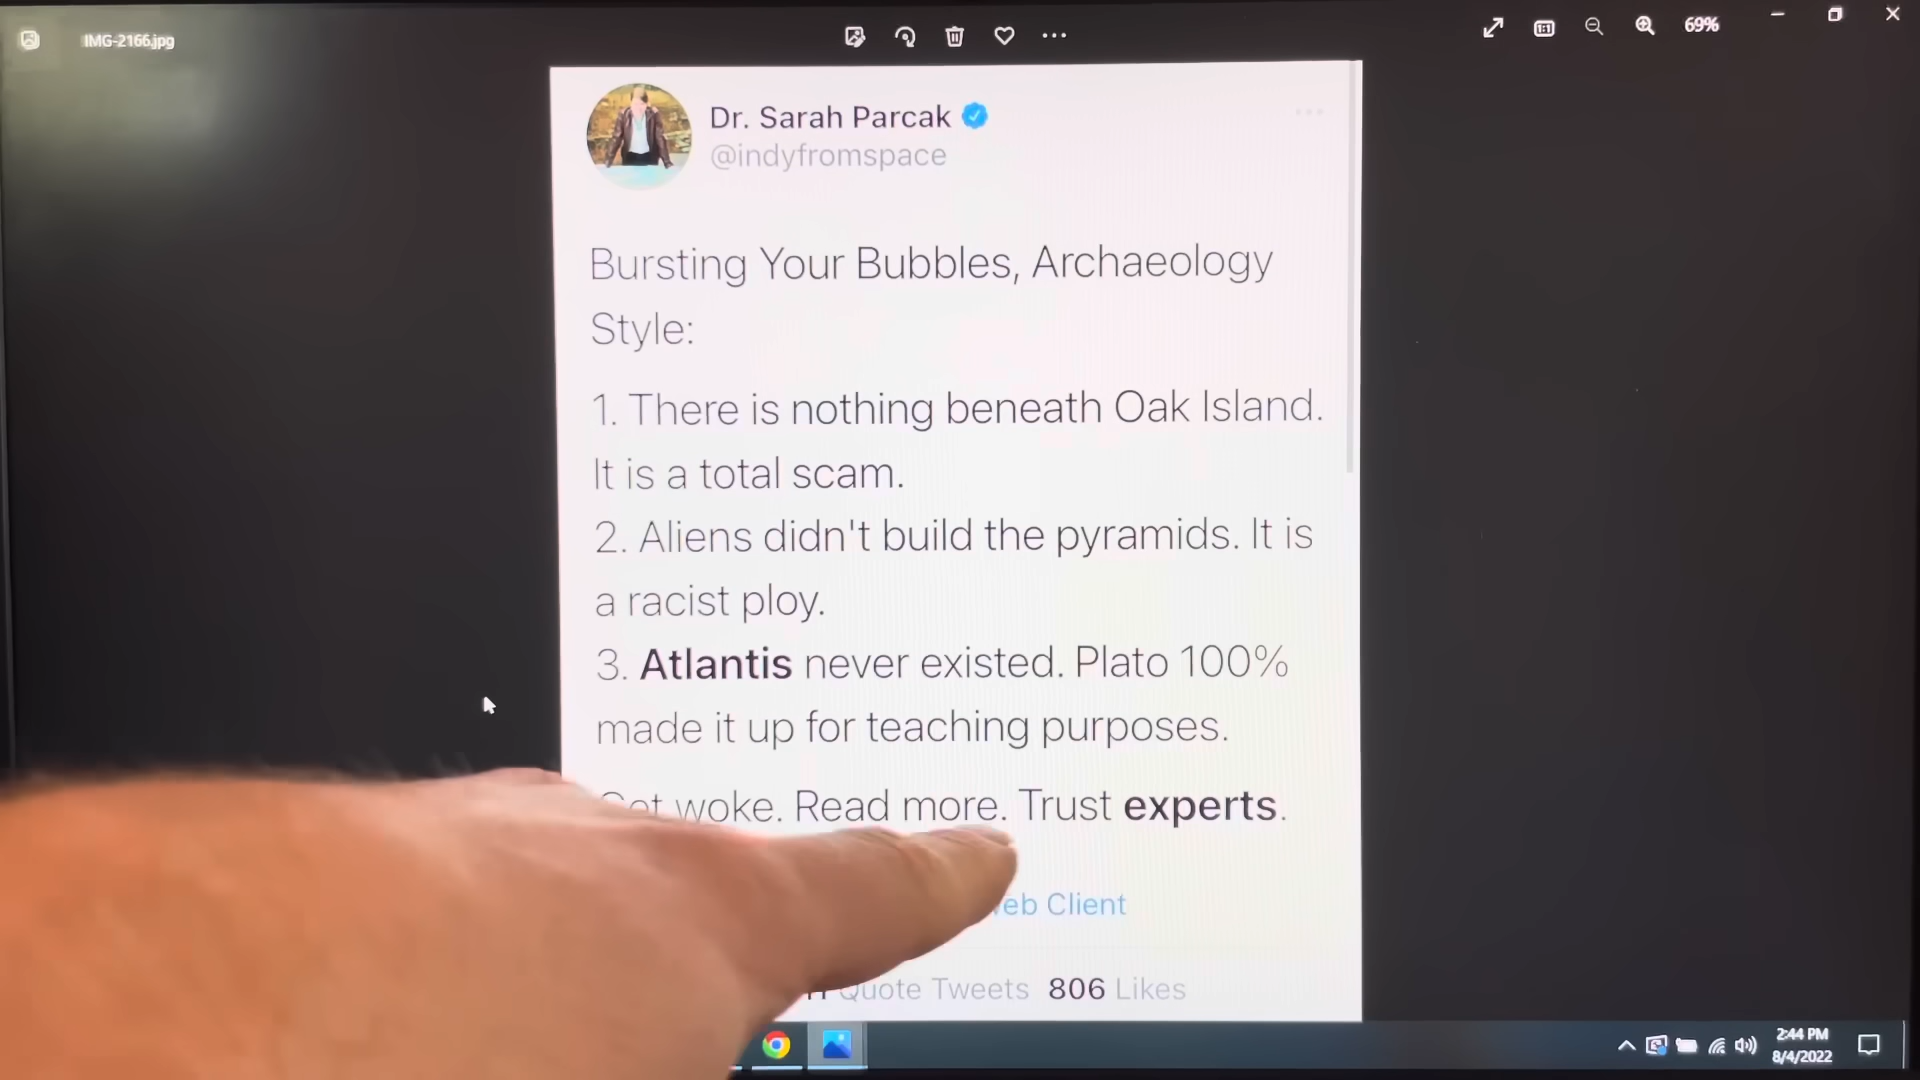 IMG-2166.jpg
69%
Dr. Sarah Parcak
@indyfromspace
Bursting Your Bubbles, Archaeology
Style:
1. There is nothing beneath Oak Island.
It is a total scam.
2. Aliens didn't build the pyramids. It is
a racist ploy.
3. Atlantis never existed. Plato 100%
made it up for teaching purposes.
woke. Read more. Trust experts.
Client
Quote Tweets 806 Likes
2:44 PM
8/4/2022